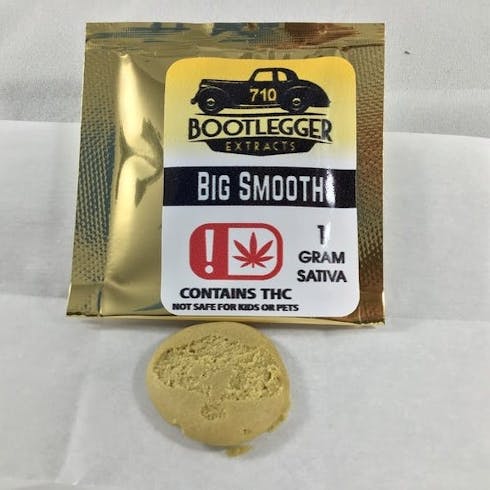 710
BOOTLEGGER
EXTRACTS
BIG SMOOTH
!
1
GRAM
SATIVA
CONTAINS THC
NOT SAFE FOR KIDS OR PETS